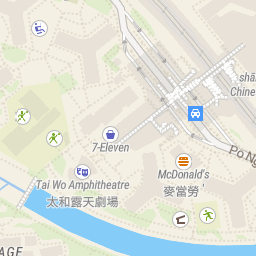 shā
Chine
7-Eleven
Po Ng
McDonald's
麥當勞
Tai Wo Amphitheatre
太和露天劇場
AGE